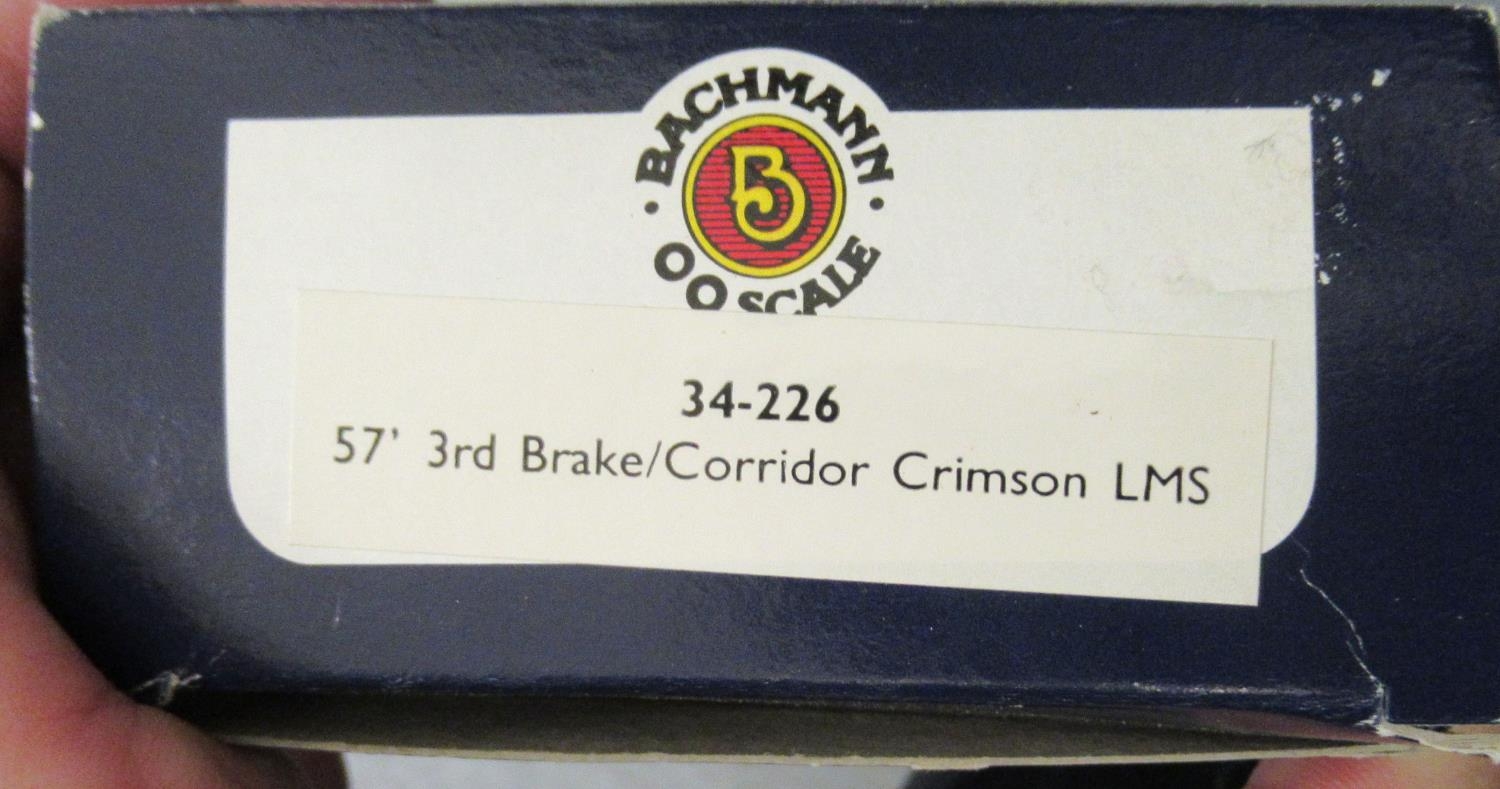 BACHMANN
B
OO SCALE
34-226
57' 3rd Brake/Corridor Crimson LMS